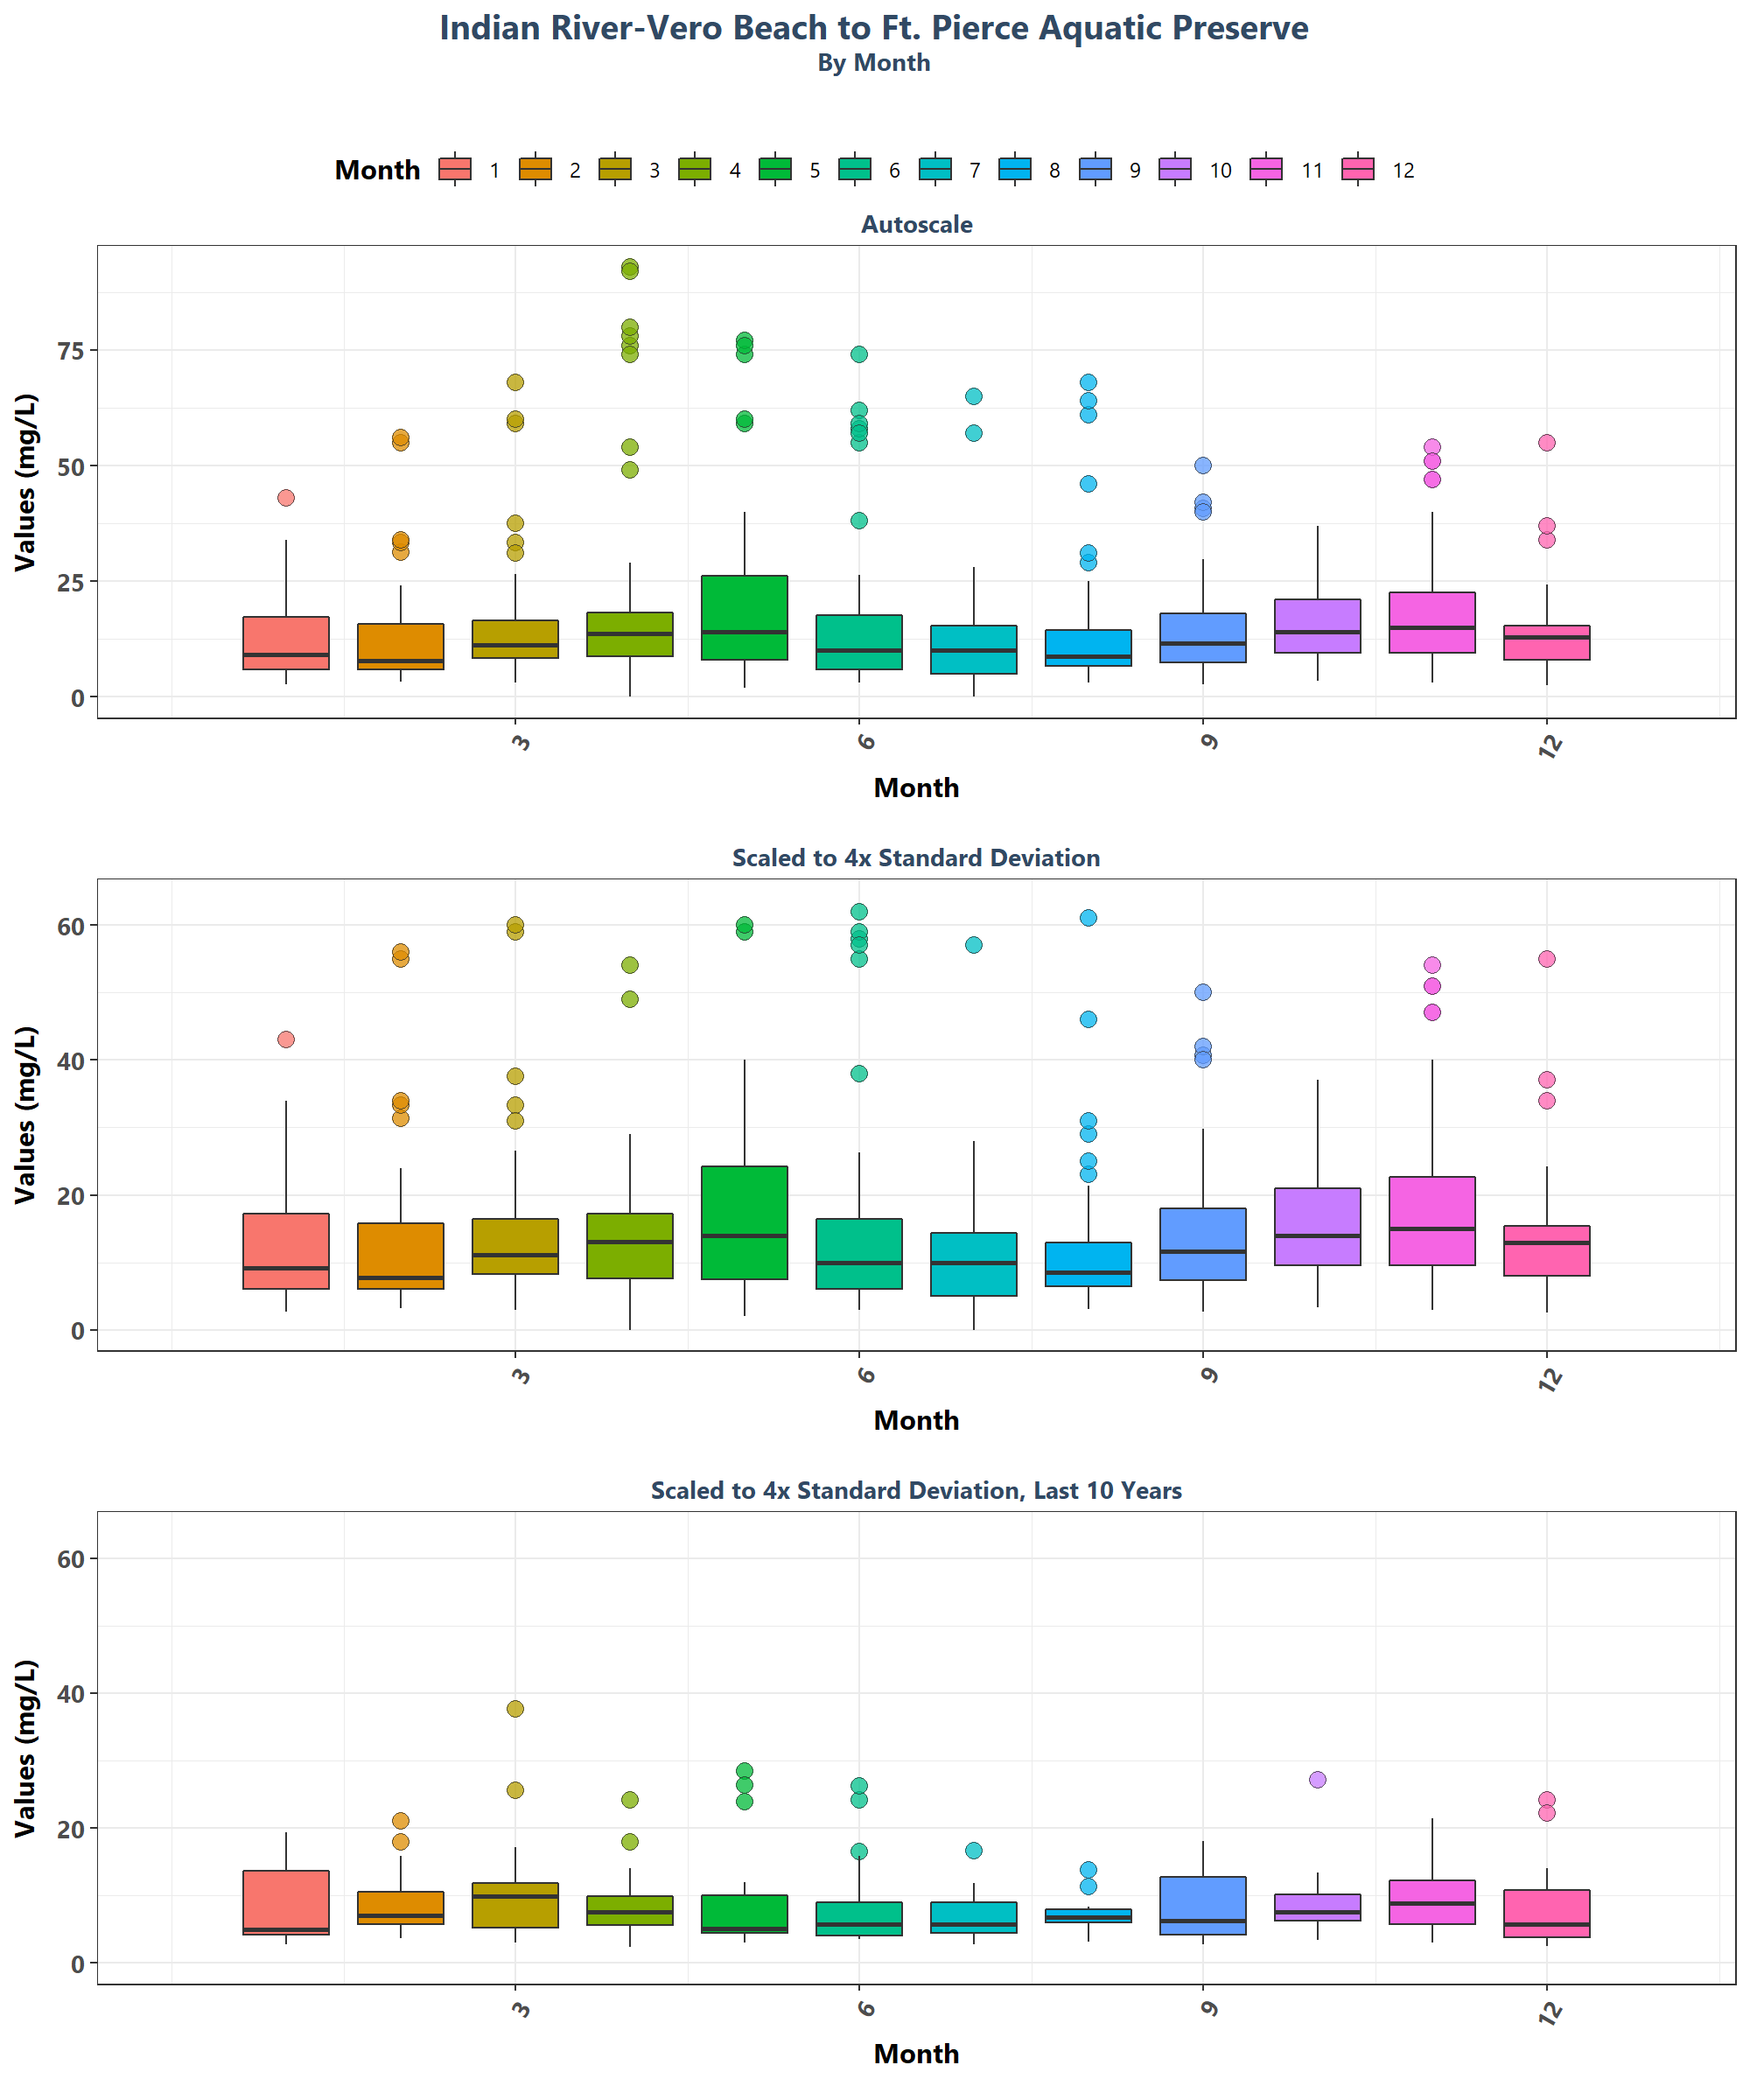 Indian River-Vero Beach to Ft. Pierce Aquatic Preserve
By Month
Month 1 2 3 4 5 6 7 8 9 10 11 12
Autoscale
Values (mg/L)
75
50
25
0
3 6 9 12
Month
Scaled to 4x Standard Deviation
Values (mg/L)
60
40
20
0
3 6 9 12
Month
Scaled to 4x Standard Deviation, Last 10 Years
Values (mg/L)
60
40
20
0
3 6 9 12
Month